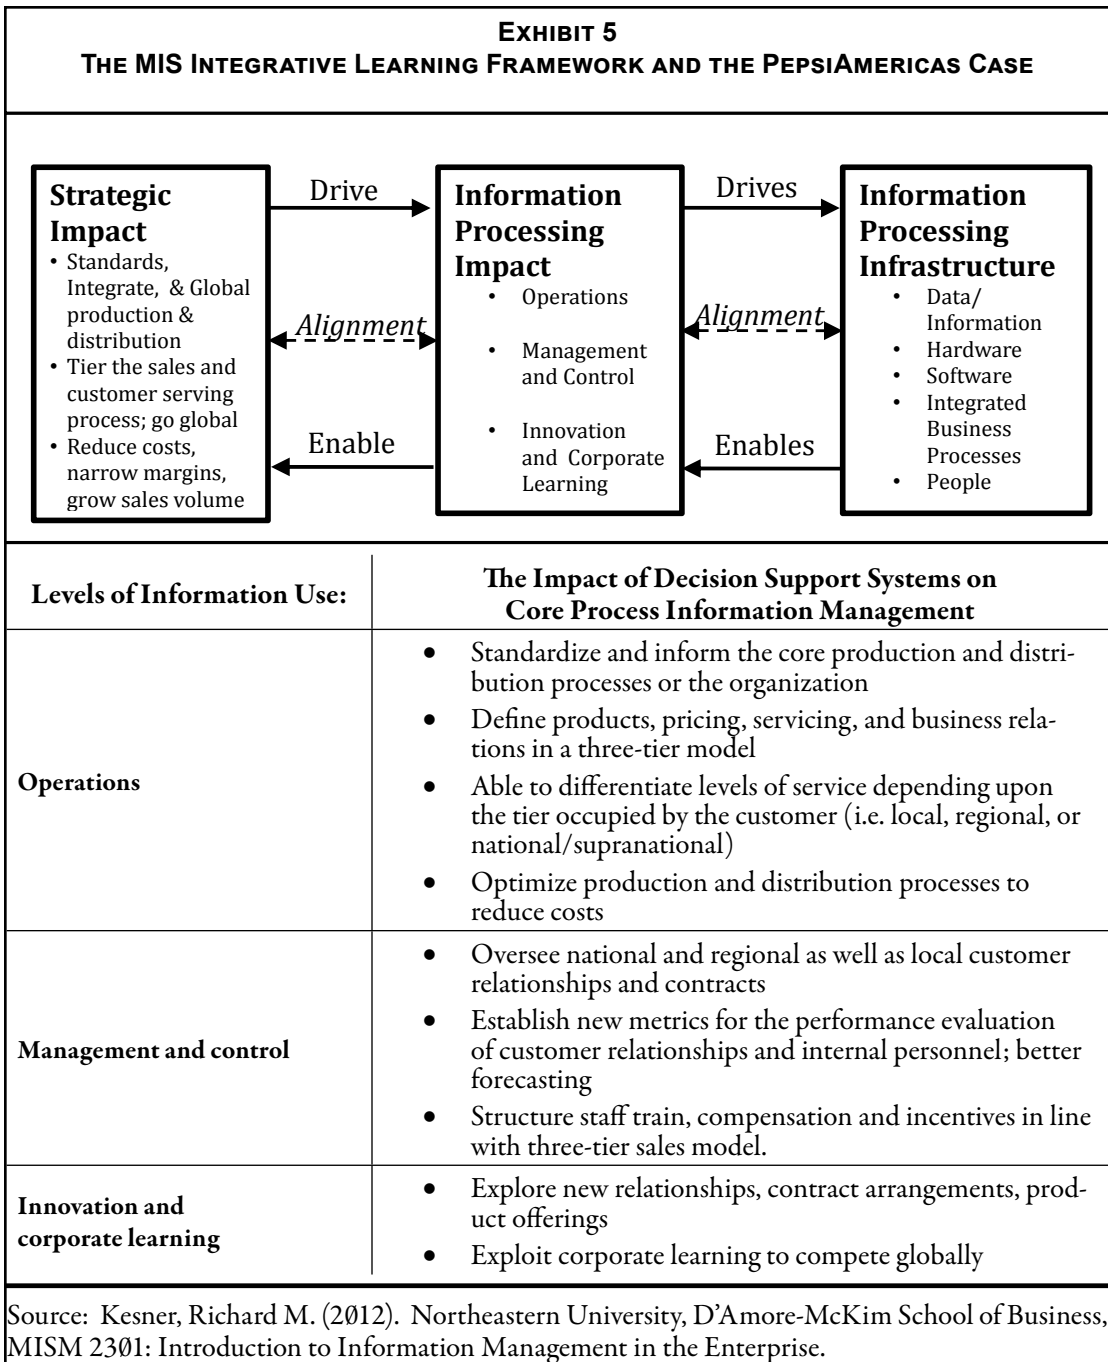 EXHIBIT 5
THE MIS INTEGRATIVE LEARNING FRAMEWORK AND THE PEPSIAMERICAS CASE
Strategic
Impact
• Standards,
Integrate, & Global
production &
distribution
• Tier the sales and
customer serving
process; go global
• Reduce costs,
narrow margins,
grow sales volume
Drive
Alignment
Enable
Information
Processing
Impact
• Operations
• Management
and Control
• Innovation
and Corporate
Learning
Drives
Alignment
Enables
Information
Processing
Infrastructure
• Data/
Information
• Hardware
• Software
• Integrated
Business
Processes
• People
Levels of Information Use:
The Impact of Decision Support Systems on
Core Process Information Management
Operations
• Standardize and inform the core production and distri-
bution processes or the organization
• Define products, pricing, servicing, and business rela-
tions in a three-tier model
• Able to differentiate levels of service depending upon
the tier occupied by the customer (i.e. local, regional, or
national/supranational)
• Optimize production and distribution processes to
reduce costs
Management and control
• Oversee national and regional as well as local customer
relationships and contracts
• Establish new metrics for the performance evaluation
of customer relationships and internal personnel; better
forecasting
• Structure staff train, compensation and incentives in line
with three-tier sales model.
Innovation and
corporate learning
• Explore new relationships, contract arrangements, prod-
uct offerings
• Exploit corporate learning to compete globally
Source: Kesner, Richard M. (2012). Northeastern University, D'Amore-McKim School of Business,
MISM 2301: Introduction to Information Management in the Enterprise.